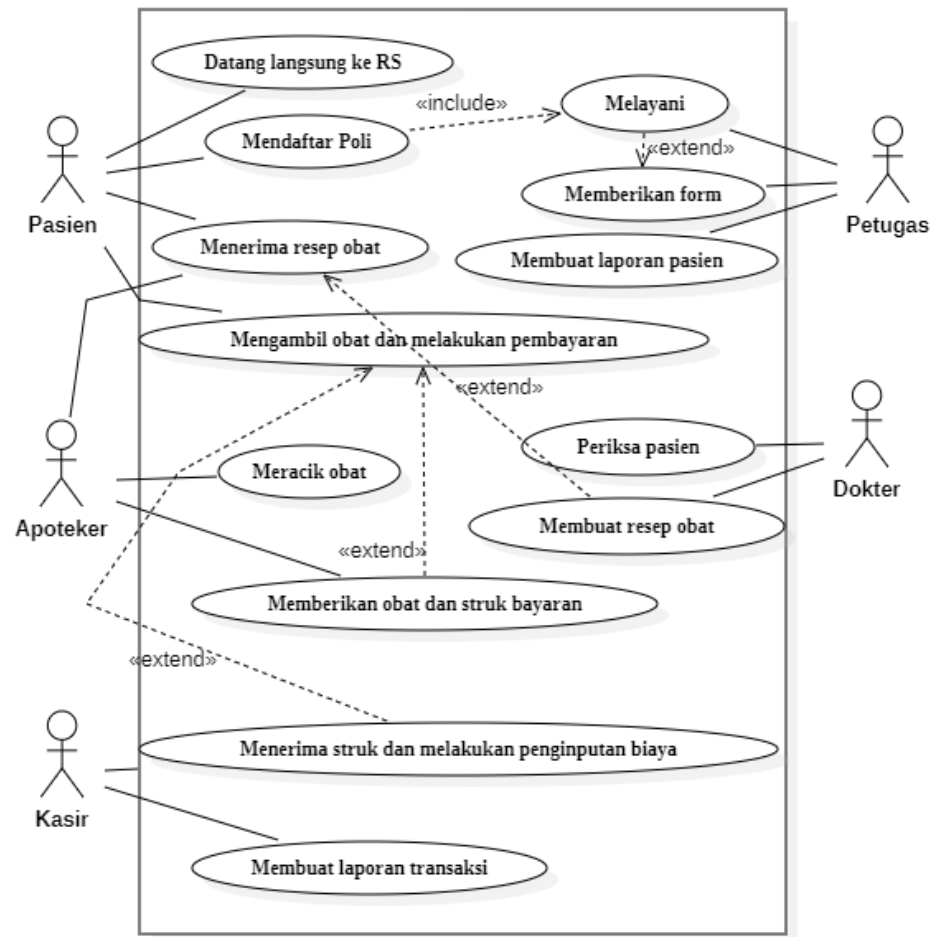 Datang langsung ke RS
«include»
Melayani
Mendaftar Poli
«extend»
Memberikan form
Pasien
Petugas
Menerima resep obat
Membuat laporan pasien
Mengambil obat dan melakukan pembayaran
«extend»
Periksa pasien
Meracik obat
Dokter
Apoteker
Membuat resep obat
«extend»
Memberikan obat dan struk bayaran
«extend»
Menerima struk dan melakukan penginputan biaya
Kasir
Membuat laporan transaksi